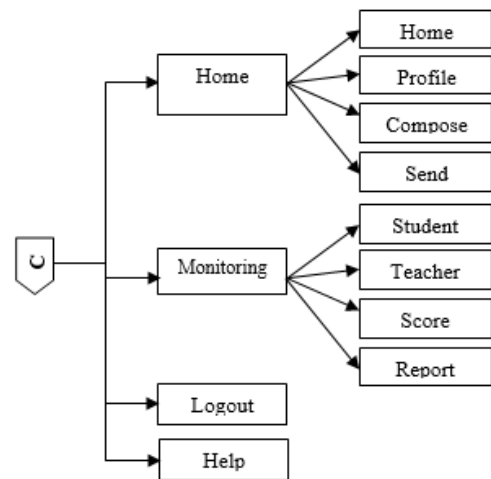 C
Home
Home
Profile
Compose
Send
Monitoring
Student
Teacher
Score
Report
Logout
Help